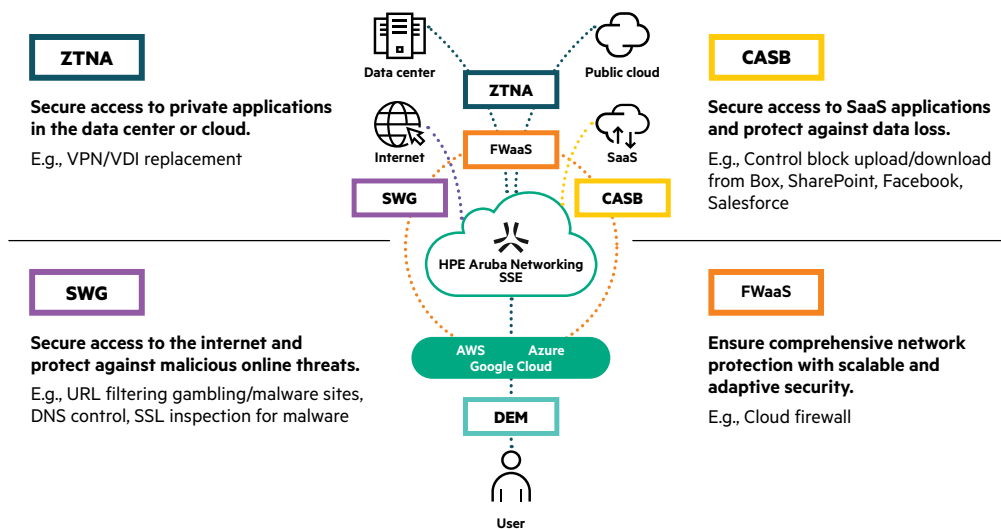 ZTNA
Secure access to private applications
in the data center or cloud.
E.g., VPN/VDI replacement
Data center
Public cloud
ZTNA
Internet
FWaaS
SaaS
SWG
CASB
HPE Aruba Networking
SSE
AWS Azure
Google Cloud
DEM
User
CASB
Secure access to SaaS applications
and protect against data loss.
E.g., Control block upload/download
from Box, SharePoint, Facebook,
Salesforce
SWG
Secure access to the internet and
protect against malicious online threats.
E.g., URL filtering gambling/malware sites,
DNS control, SSL inspection for malware
FWaaS
Ensure comprehensive network
protection with scalable and
adaptive security.
E.g., Cloud firewall